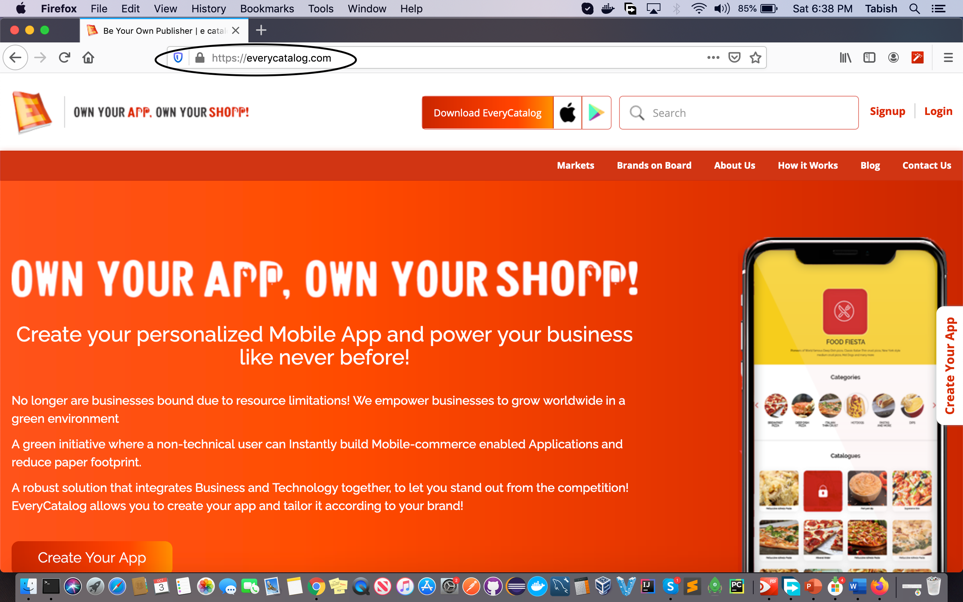 Firefox File Edit View History Bookmarks Tools Window Help 85% Sat 6:38 PM Tabish
Be Your Own Publisher | e cata
https://everycatalog.com
OWN YOUR APP, OWN YOUR SHOPP!
Download EveryCatalog
Search
Signup Login
Markets Brands on Board About Us How it Works Blog Contact Us
OWN YOUR APP, OWN YOUR SHOPP!
Create your personalized Mobile App and power your business
like never before!
No longer are businesses bound due to resource limitations! We empower businesses to grow worldwide in a
green environment
A green initiative where a non-technical user can Instantly build Mobile-commerce enabled Applications and
reduce paper footprint.
A robust solution that integrates Business and Technology together, to let you stand out from the competition!
EveryCatalog allows you to create your app and tailor it according to your brand!
Create Your App
FOOD FIESTA
Categories
Catalogues
Create Your App